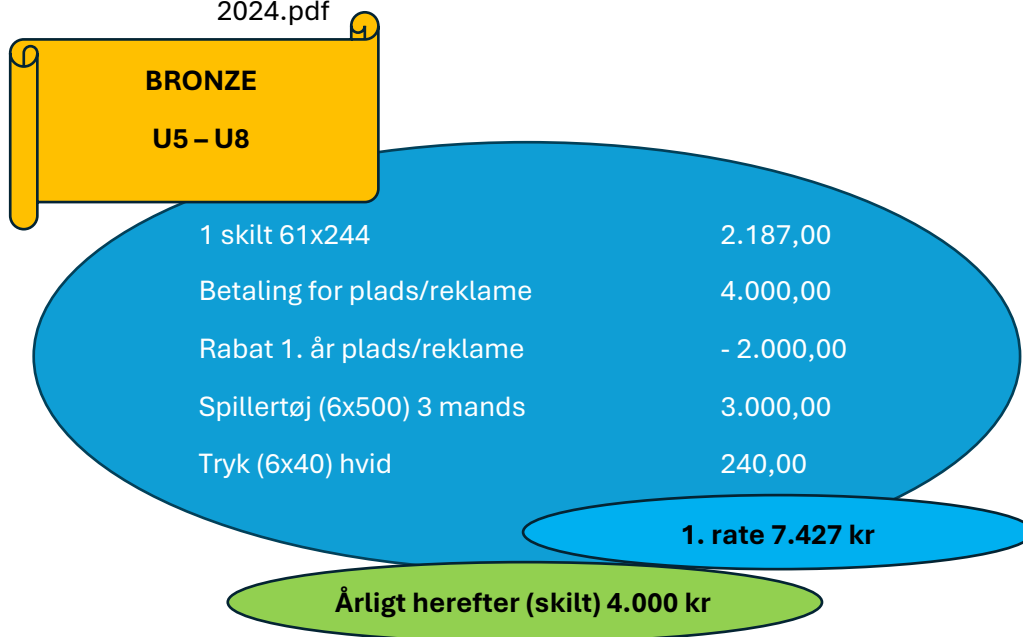 2024.pdf
BRONZE
U5 – U8
1 skilt 61x244 2.187,00
Betaling for plads/reklame 4.000,00
Rabat 1. år plads/reklame - 2.000,00
Spillertøj (6x500) 3 mands 3.000,00
Tryk (6x40) hvid 240,00
1. rate 7.427 kr
Årligt herefter (skilt) 4.000 kr